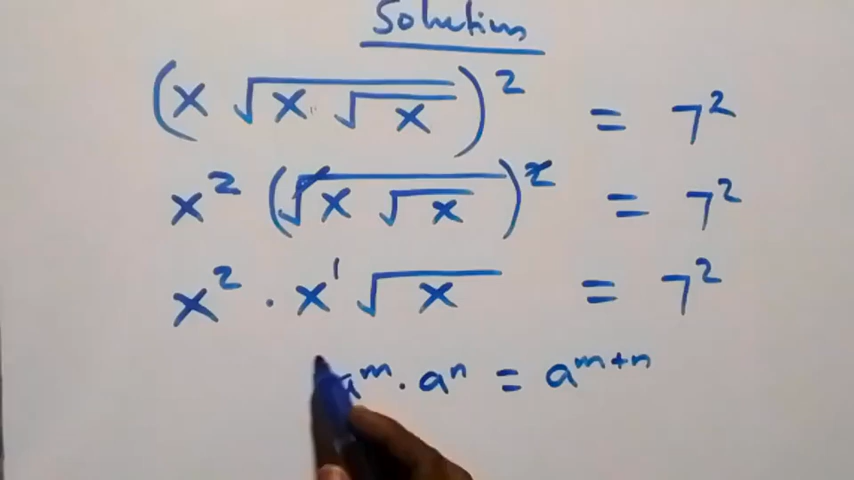 Solution
(x √(x √x))² = 7²
x² (√(x √x))² = 7²
x² · x¹ √x = 7²
aᵐ · aⁿ = aᵐ⁺ⁿ